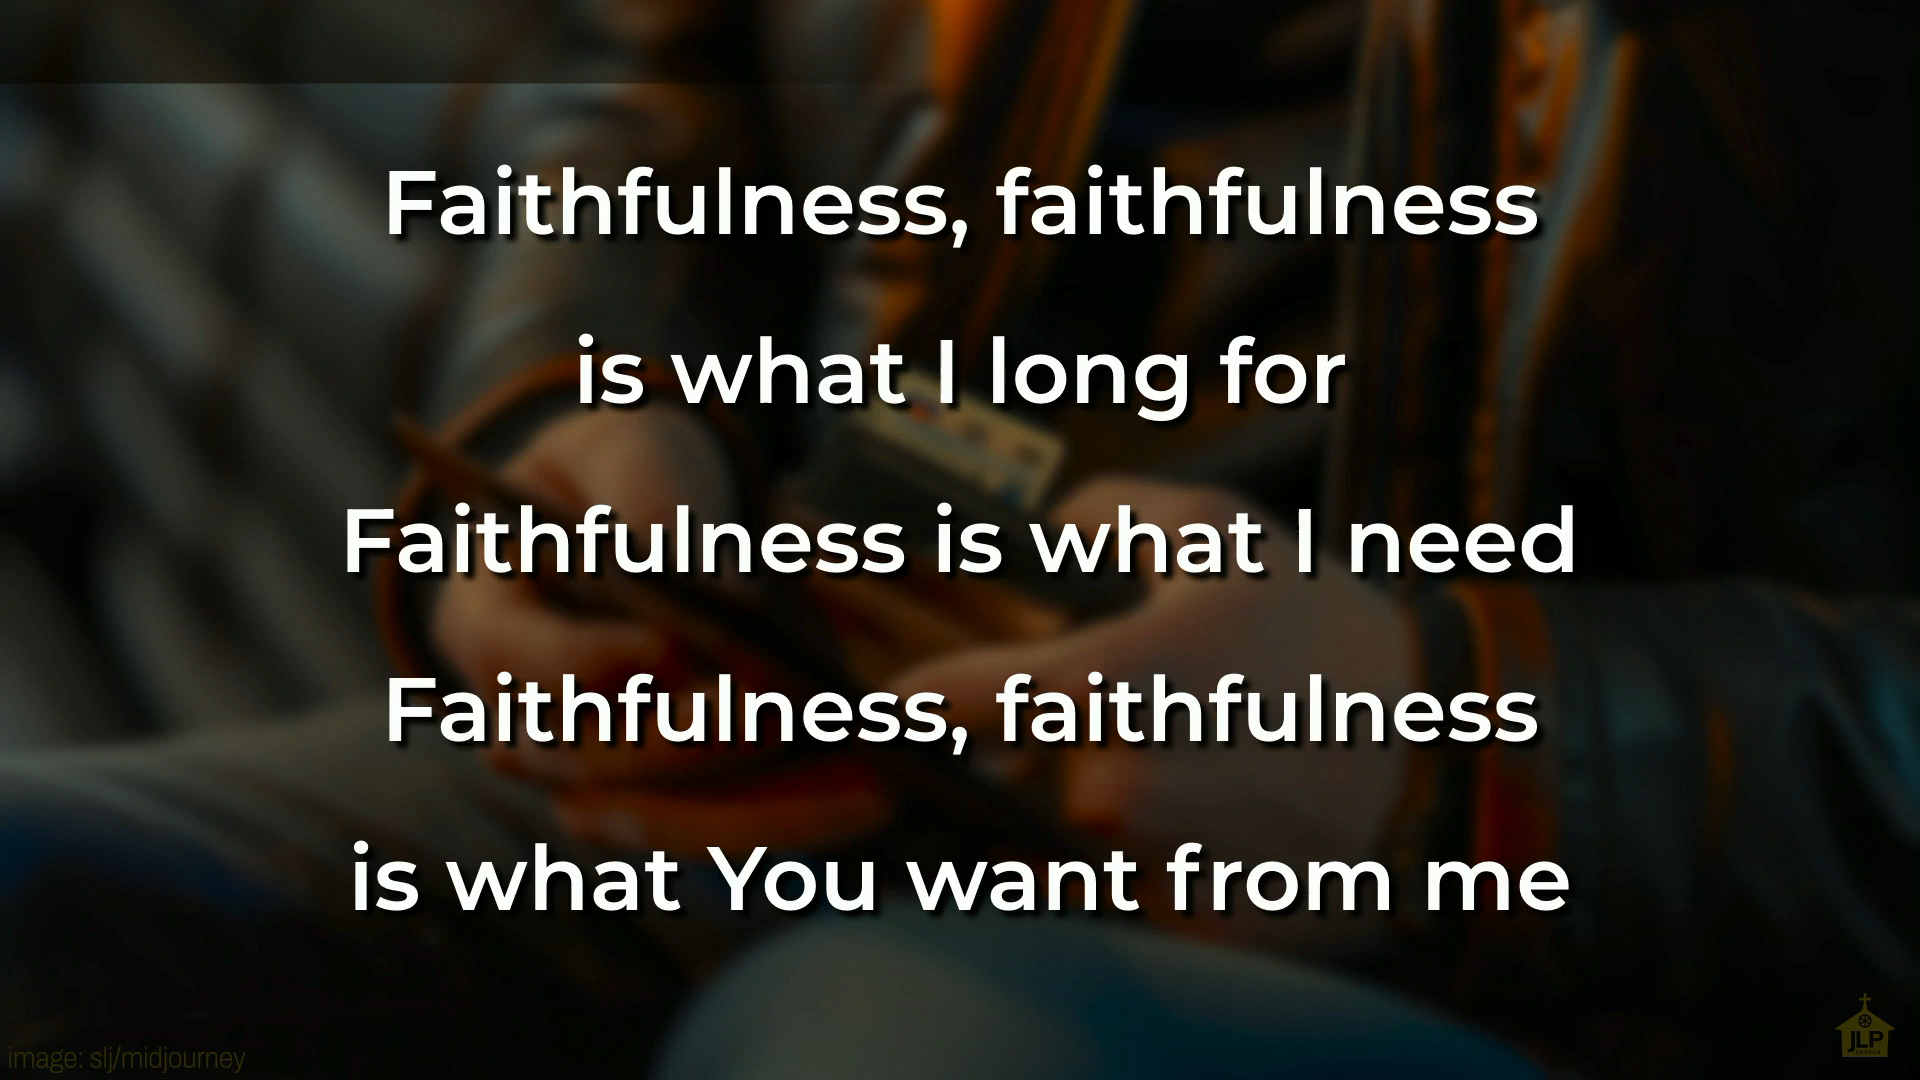 Faithfulness, faithfulness
is what I long for
Faithfulness is what I need
Faithfulness, faithfulness
is what You want from me
image: slj/midjourney
JLP
CHURCH